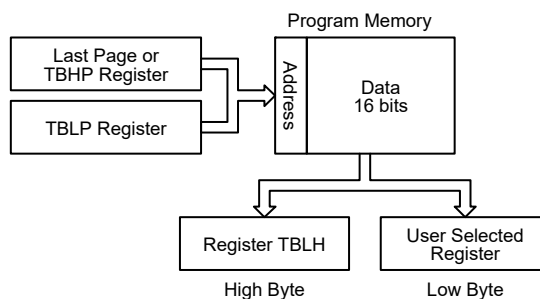 Program Memory
Last Page or
TBHP Register
TBLP Register
Address
Data
16 bits
Register TBLH
User Selected
Register
High Byte
Low Byte